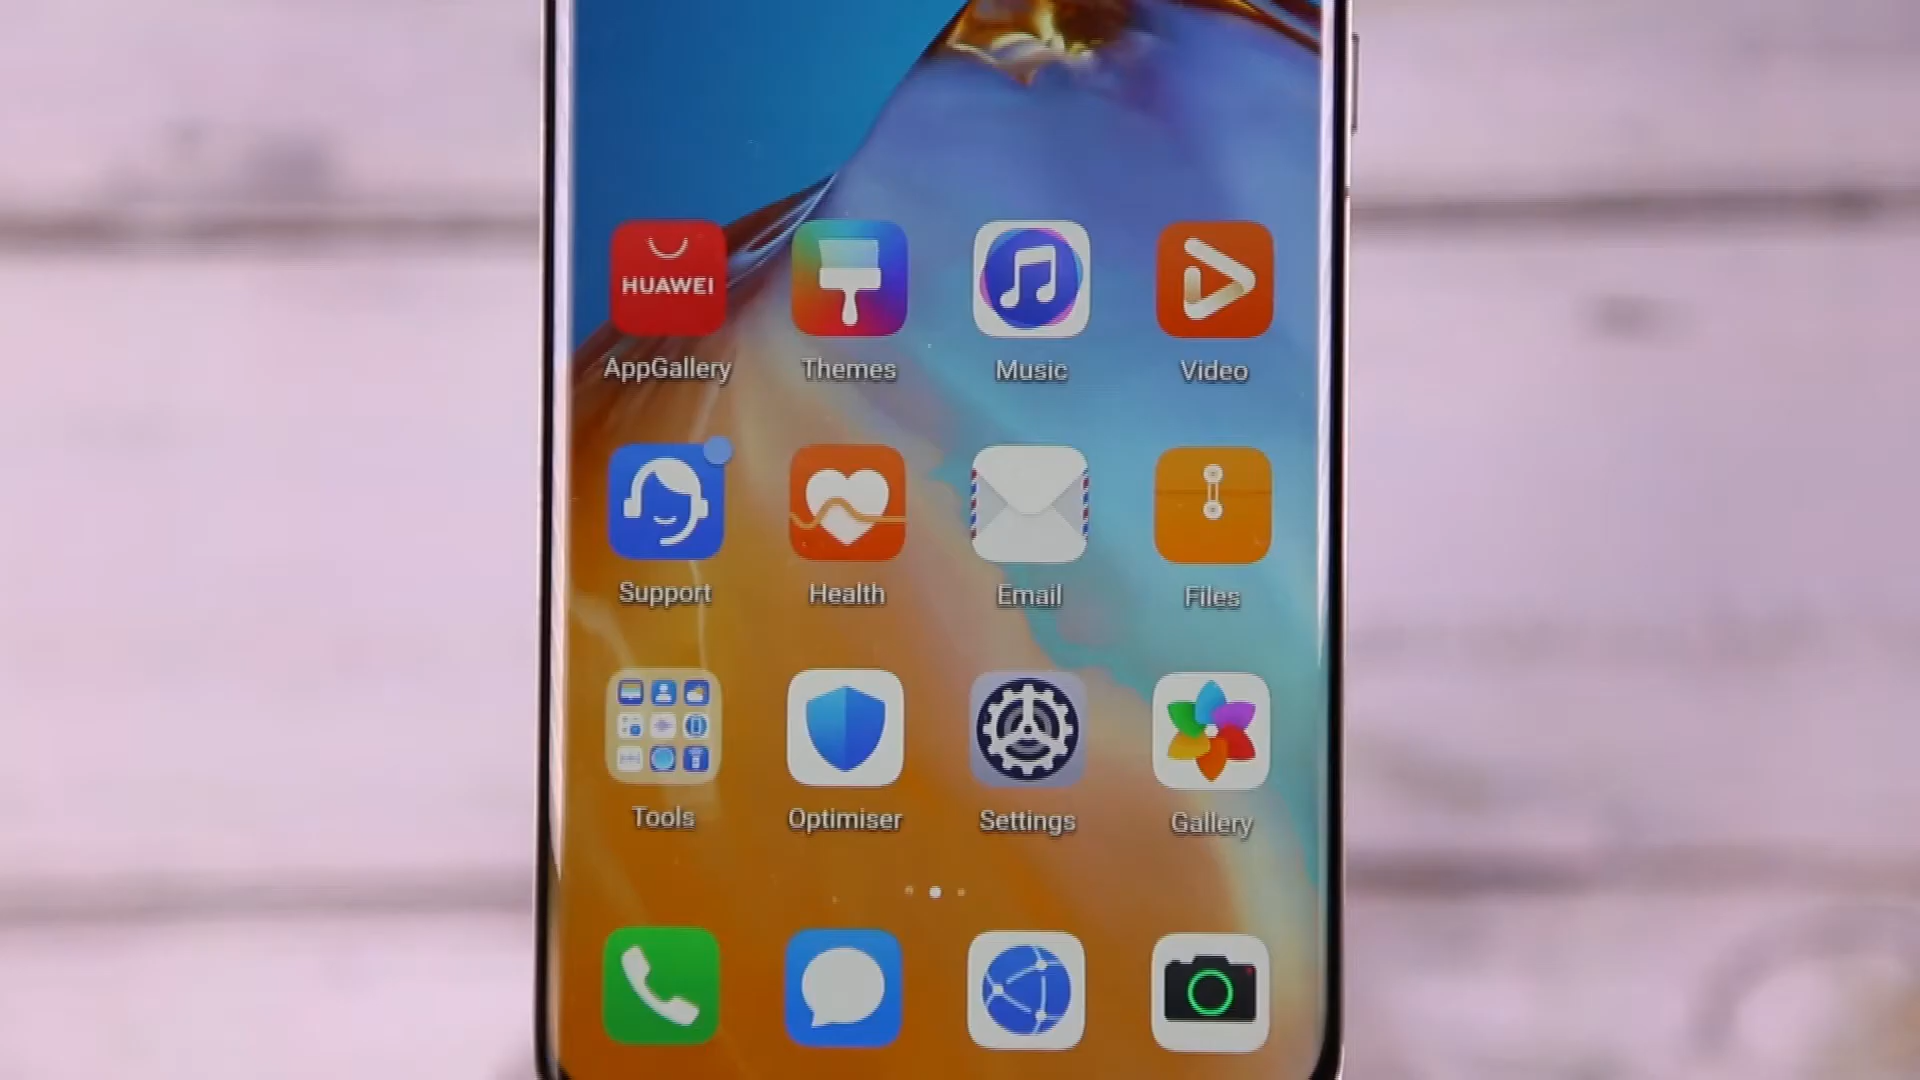 HUAWEI
AppGallery Themes Music Video
Support Health Email Files
Tools Optimiser Settings Gallery